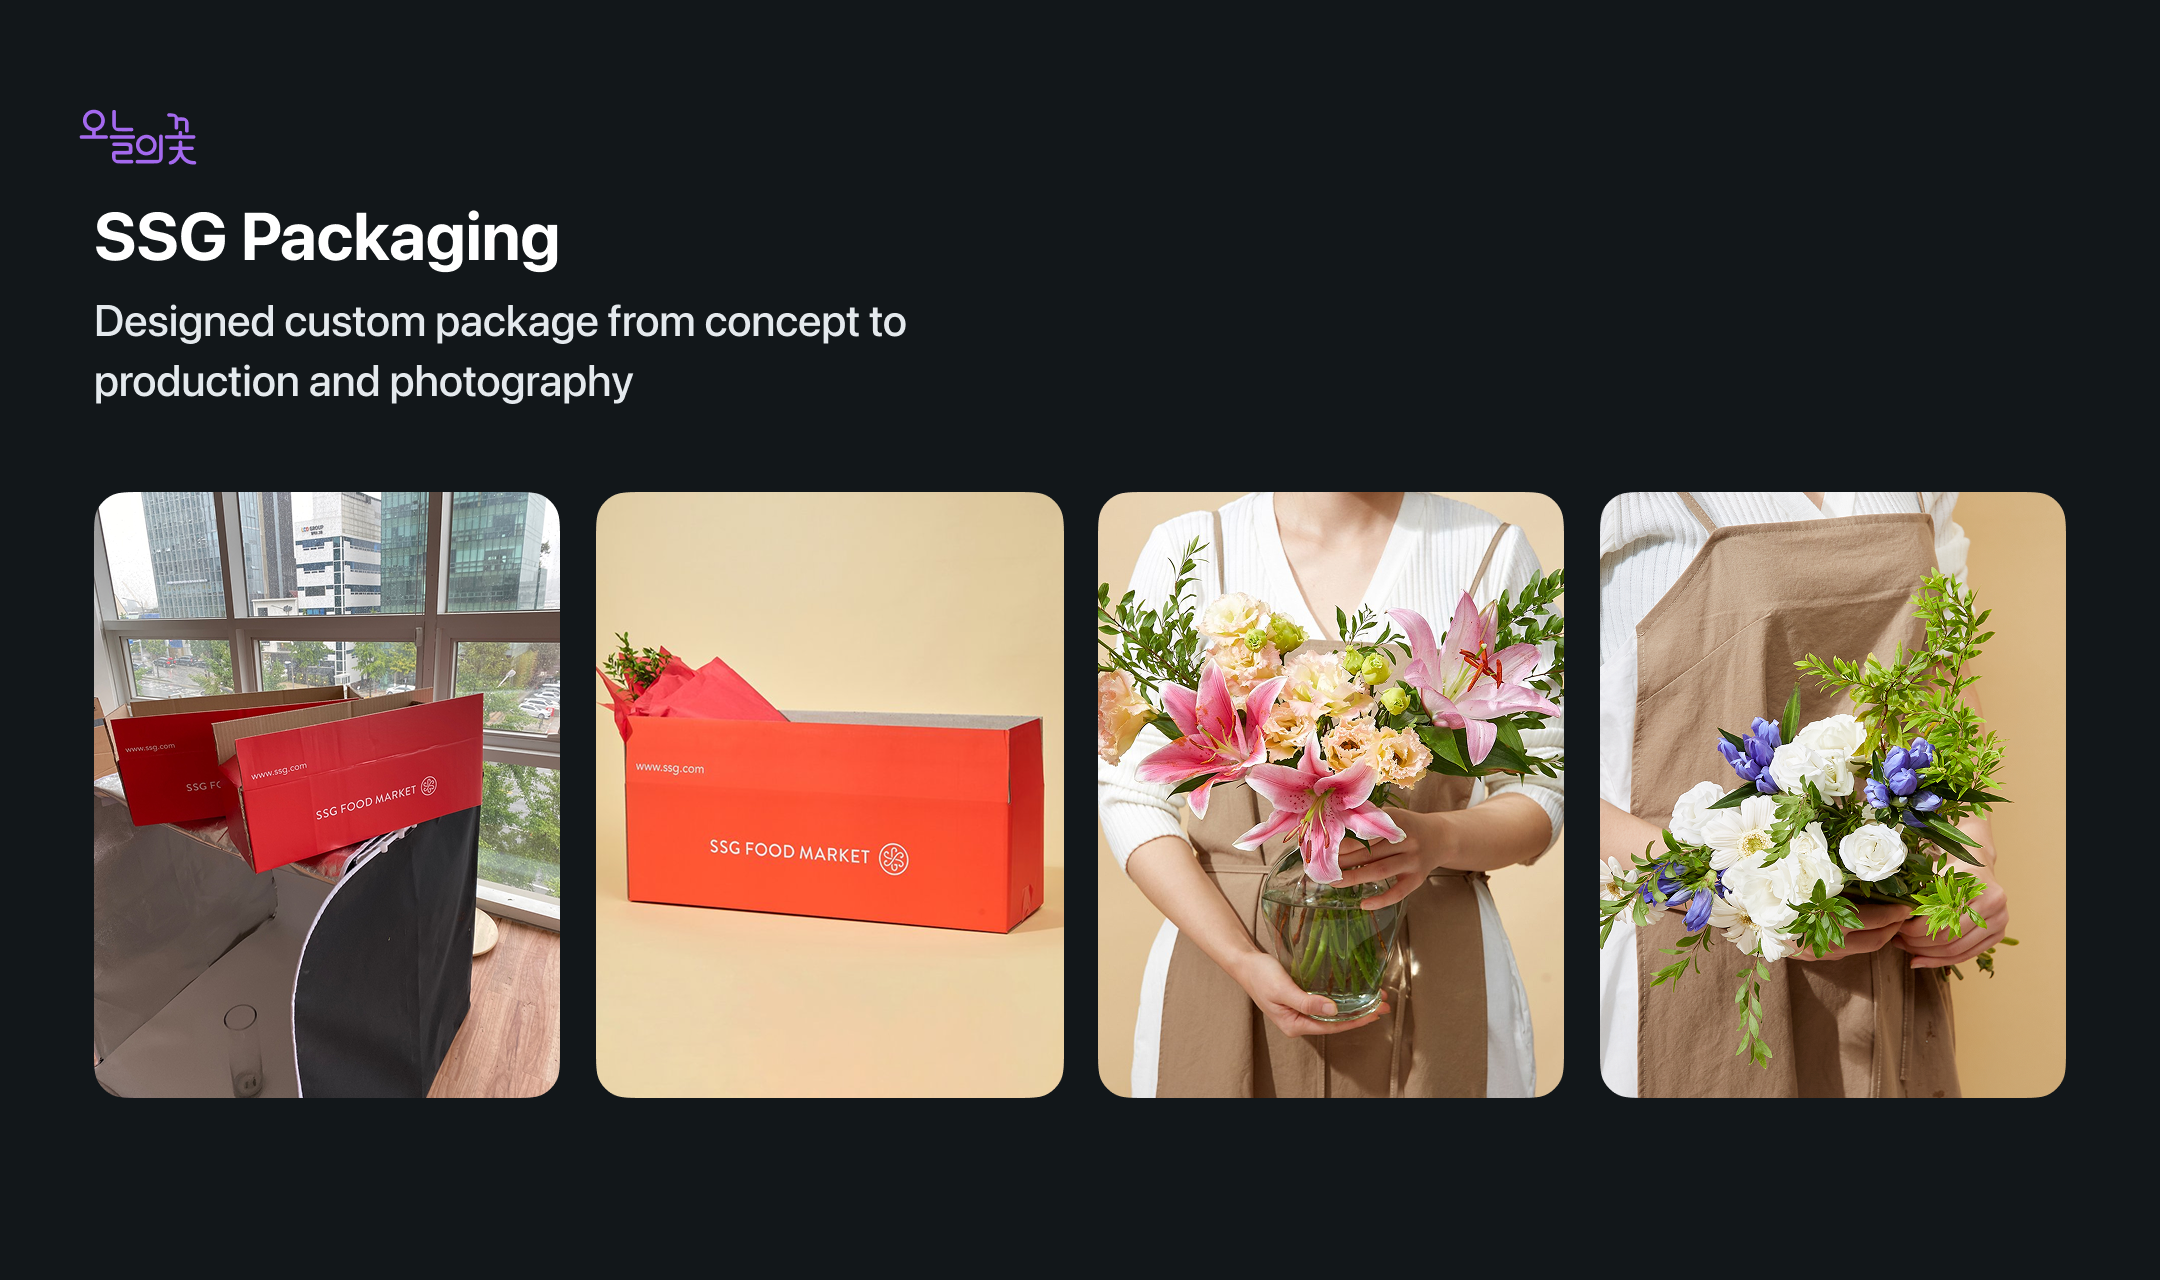 오늘의꽃
SSG Packaging
Designed custom package from concept to
production and photography
www.ssg.com
SSG FO
www.ssg.com
SSG FOOD MARKET
www.ssg.com
SSG FOOD MARKET